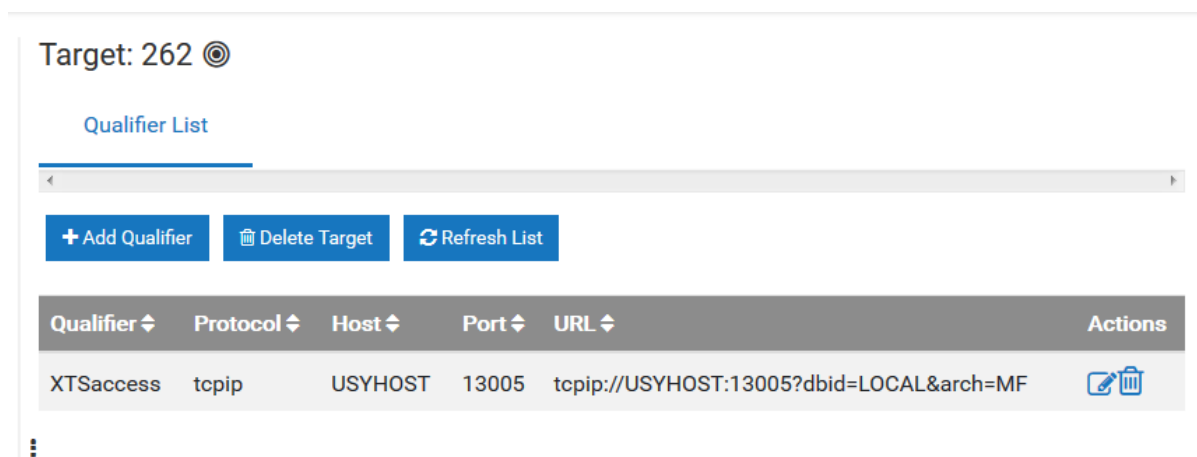 Target: 262
Qualifier List
Add Qualifier Delete Target Refresh List
Qualifier Protocol Host Port URL Actions
XTSaccess tcpip USYHOST 13005 tcpip://USYHOST:13005?dbid=LOCAL&arch=MF